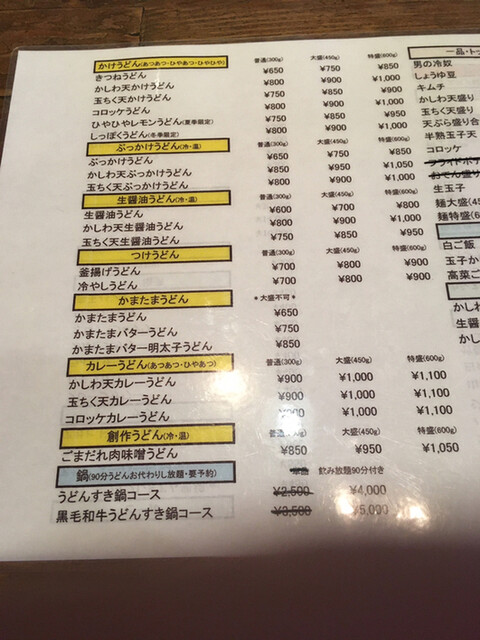 かけうどん(あつあつ・ひやあつ・ひやひや) 普通(300g) 大盛(450g) 特盛(600g)
きつねうどん ¥650 ¥750 ¥850
かしわ天かけうどん ¥800 ¥900 ¥1,000
玉ちく天かけうどん
コロッケうどん
ひやひやレモンうどん(夏季限定)
しっぽくうどん(冬季限定) ¥800 ¥900 ¥1,000
ぶっかけうどん(冷・温) 普通(300g) 大盛(450g) 特盛(600g)
ぶっかけうどん ¥650 ¥750 ¥850
かしわ天ぶっかけうどん ¥1,050
玉ちく天ぶっかけうどん ¥800 ¥900 ¥1,000
生醤油うどん(冷・温) 普通(300g) 大盛(450g) 特盛(600g)
生醤油うどん ¥600 ¥700 ¥800
かしわ天生醤油うどん ¥800 ¥900 ¥1,000
玉ちく天生醤油うどん ¥750 ¥850 ¥950
つけうどん 普通(300g) 大盛(450g) 特盛(600g)
釜揚げうどん ¥700 ¥800 ¥900
冷やしうどん ¥700 ¥800 ¥900
かまたまうどん *大盛不可*
かまたまうどん ¥650
かまたまバターうどん ¥750
かまたまバター明太子うどん ¥850
カレーうどん(あつあつ・ひやあつ) 普通(300g) 大盛(450g) 特盛(600g)
かしわ天カレーうどん ¥900 ¥1,000 ¥1,100
玉ちく天カレーうどん ¥900 ¥1,000 ¥1,100
コロッケカレーうどん ¥900 ¥1,000 ¥1,100
創作うどん(冷・温) 普通(300g) 大盛(450g) 特盛(600g)
ごまだれ肉味噌うどん ¥850 ¥950 ¥1,050
鍋(90分うどんお代わりし放題・要予約) 飲み放題90分付き
うどんすき鍋コース ¥2,500 ¥4,000
黒毛和牛うどんすき鍋コース ¥3,500 ¥5,000
一品・トッ
男の冷奴
しょうゆ豆
キムチ
かしわ天盛り
玉ちく天盛り
天ぷら盛り合
半熟玉子天
コロッケ
フライドポテ
おでん盛り
生玉子
麺大盛(45
麺特盛(6
白ご飯
玉子か
高菜ご
かしわ
生醤
かし